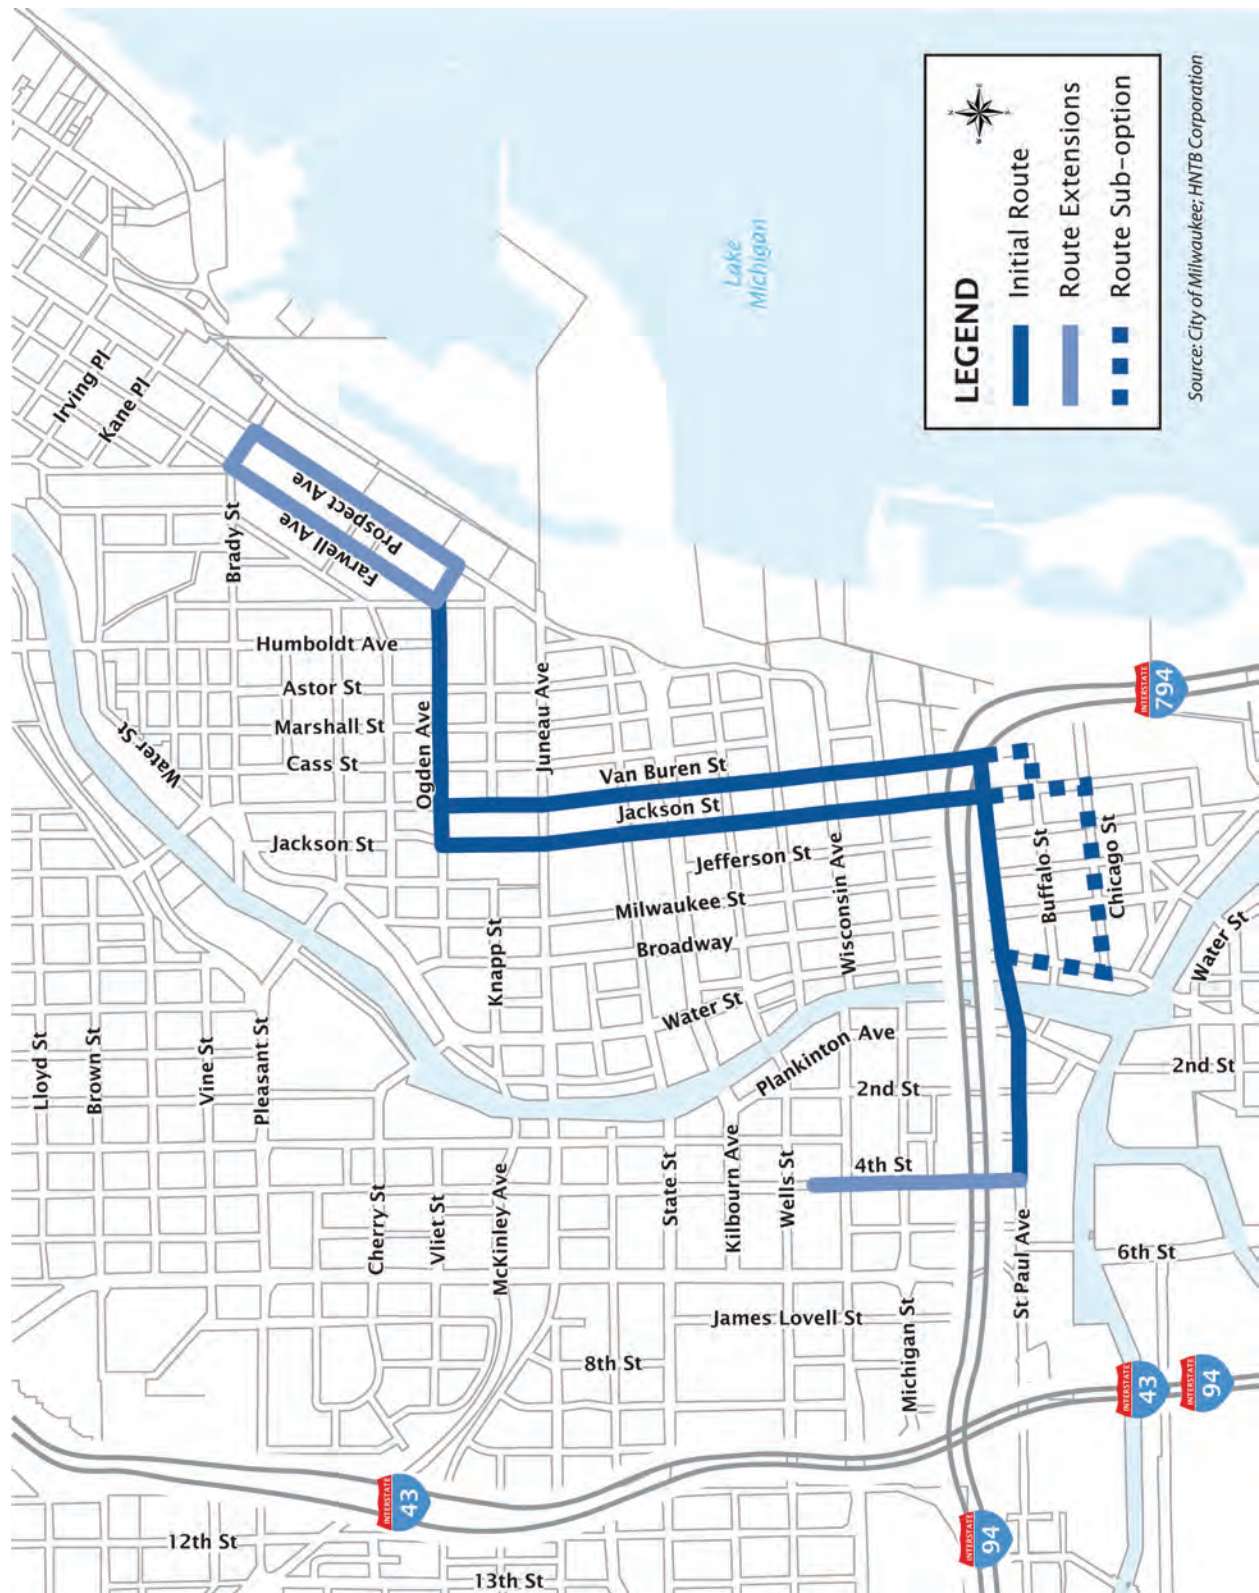 Irving Pl
Kane Pl
Brady St
Farwell Ave
Prospect Ave
Humboldt Ave
Astor St
Marshall St
Cass St
Jackson St
Ogden Ave
Juneau Ave
Water St
Van Buren St
Jackson St
Jefferson St
Milwaukee St
Broadway
Water St
Wisconsin Ave
Knapp St
Buffalo St
Chicago St
Water St
Lloyd St
Brown St
Vine St
Pleasant St
Plankinton Ave
2nd St
2nd St
4th St
Cherry St
Vliet St
McKinley Ave
State St
Kilbourn Ave
Wells St
St Paul Ave
6th St
James Lovell St
Michigan St
8th St
12th St
13th St
INTERSTATE
43
INTERSTATE
94
INTERSTATE
43
INTERSTATE
94
INTERSTATE
794
Lake
Michigan
LEGEND
Initial Route
Route Extensions
Route Sub-option
Source: City of Milwaukee; HNTB Corporation